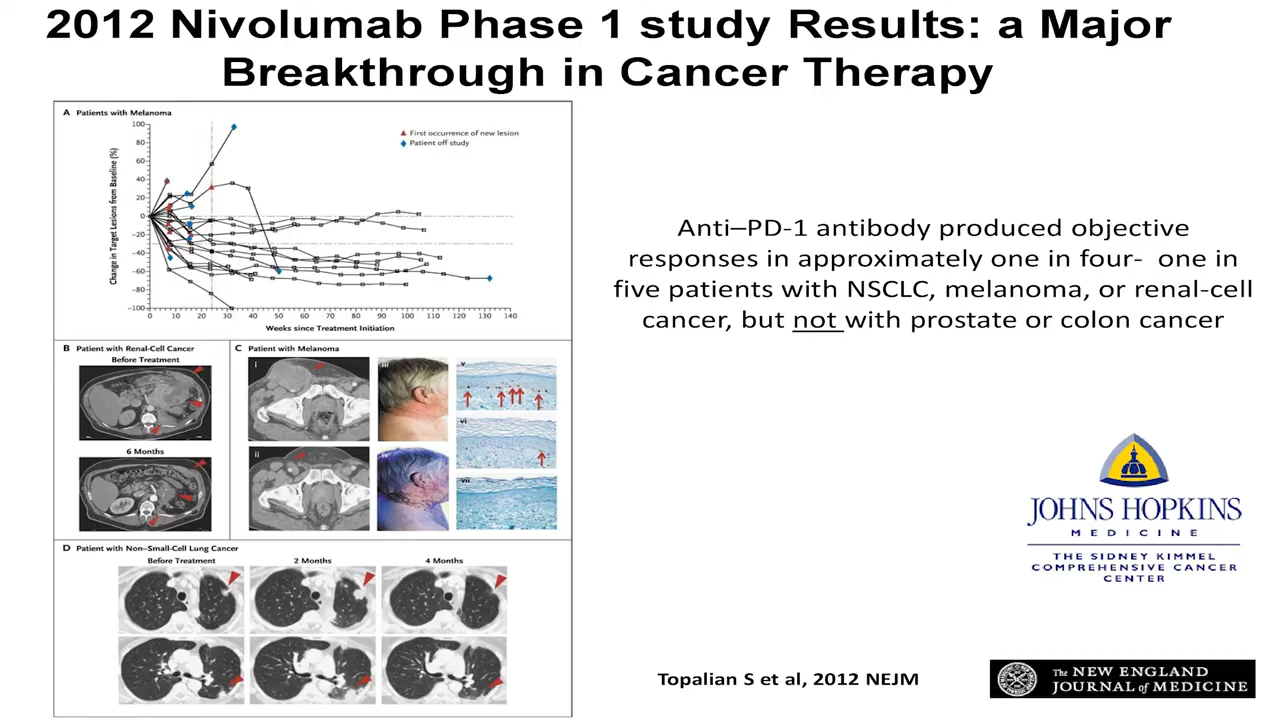 2012 Nivolumab Phase 1 study Results: a Major
Breakthrough in Cancer Therapy
A Patients with Melanoma
100
80
60
40
20
0
−20
−40
−60
−80
−100
Change in Target Lesions from Baseline (%)
First occurrence of new lesion
Patient off study
0 10 20 30 40 50 60 70 80 90 100 110 120 130 140
Weeks since Treatment Initiation
B Patient with Renal-Cell Cancer
Before Treatment
6 Months
C Patient with Melanoma
i
iii
v
vi
ii
iv
vii
D Patient with Non–Small-Cell Lung Cancer
Before Treatment 2 Months 4 Months
Anti–PD-1 antibody produced objective
responses in approximately one in four- one in
five patients with NSCLC, melanoma, or renal-cell
cancer, but not with prostate or colon cancer
JOHNS HOPKINS
MEDICINE
THE SIDNEY KIMMEL
COMPREHENSIVE CANCER
CENTER
Topalian S et al, 2012 NEJM
The NEW ENGLAND
JOURNAL of MEDICINE